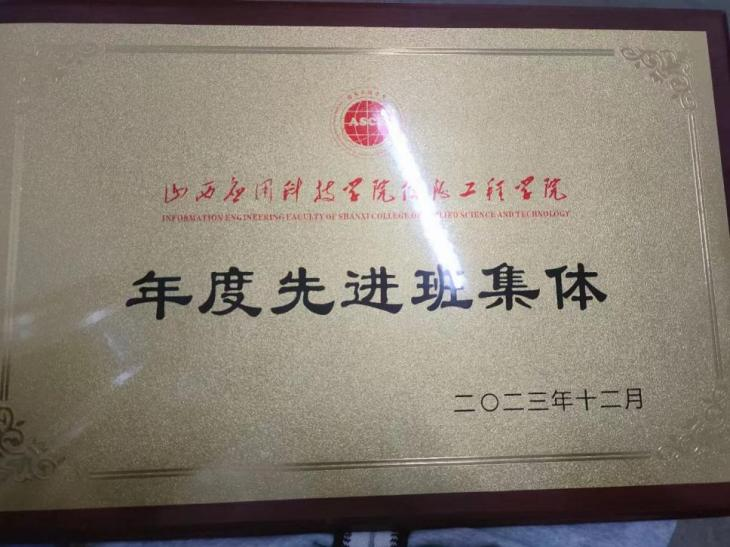 山西应用科技学院信息工程学院
INFORMATION ENGINEERING FACULTY OF SHANXI COLLEGE OF APPLIED SCIENCE AND TECHNOLOGY
年度先进班集体
二〇二三年十二月